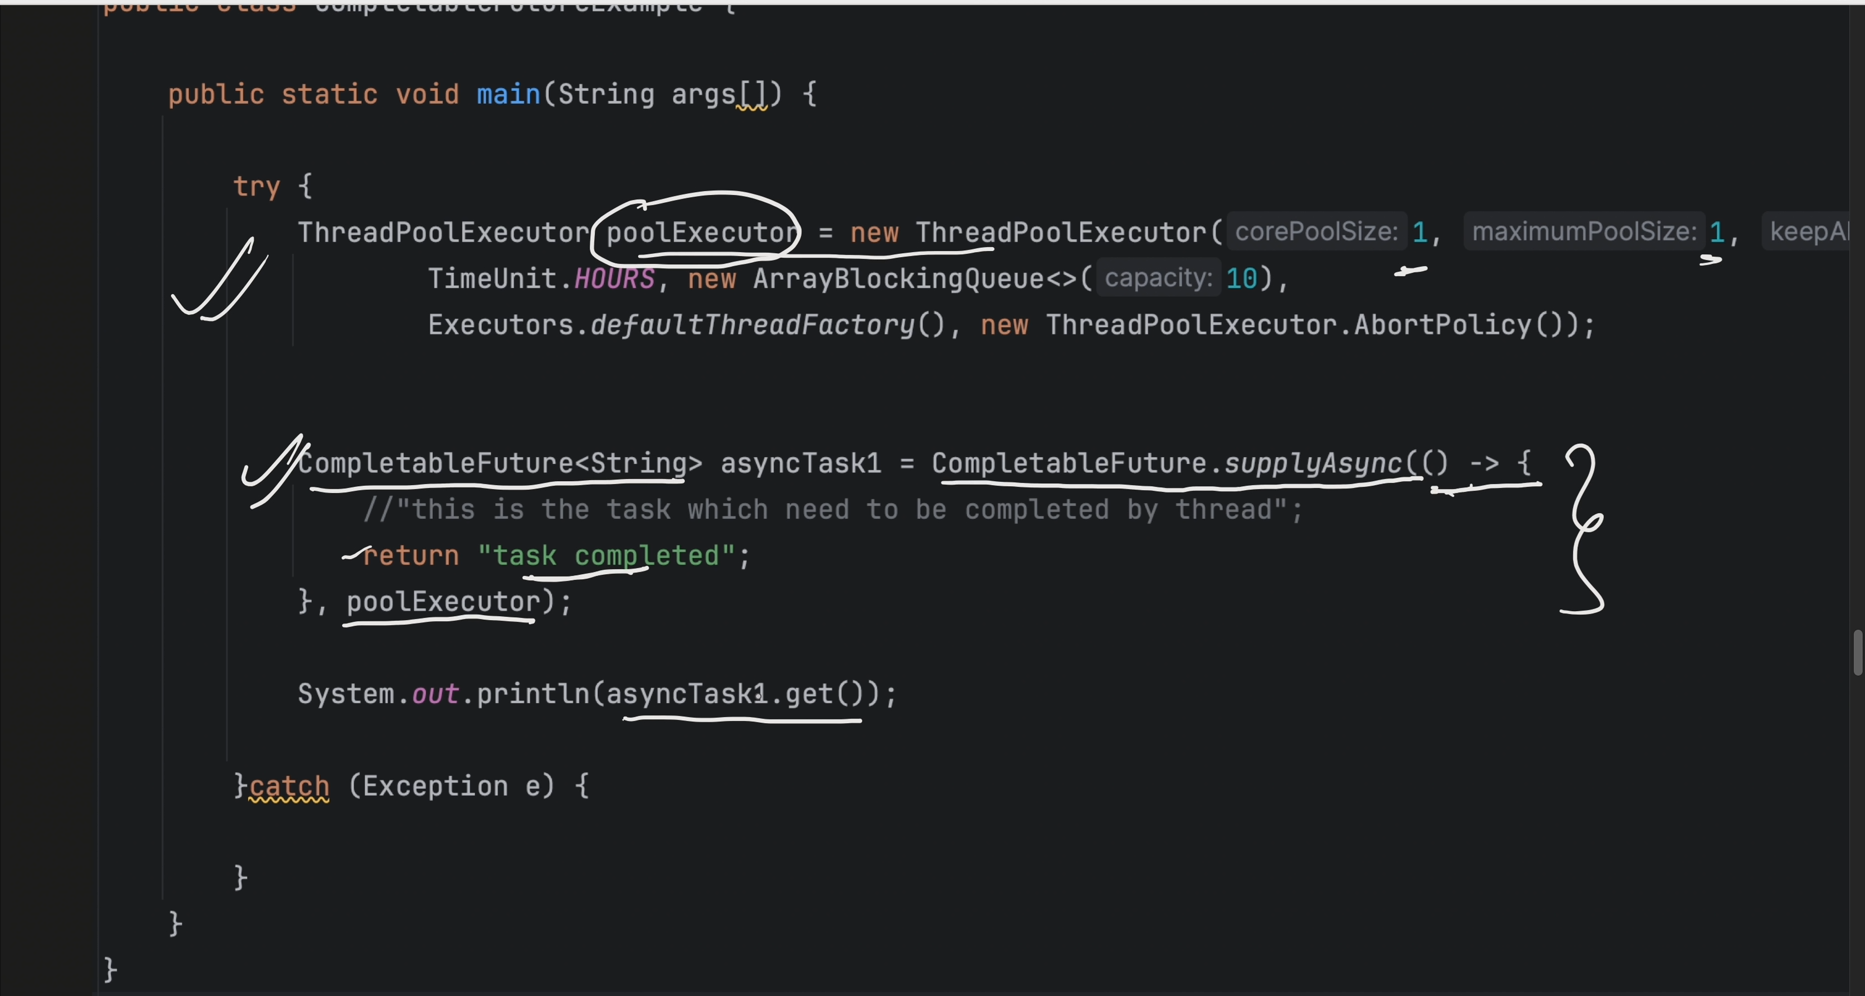 public class CompletableFutureExample {
public static void main(String args[]) {
try {
ThreadPoolExecutor poolExecutor = new ThreadPoolExecutor( corePoolSize: 1, maximumPoolSize: 1, keepAl
TimeUnit.HOURS, new ArrayBlockingQueue<>( capacity: 10),
Executors.defaultThreadFactory(), new ThreadPoolExecutor.AbortPolicy());
CompletableFuture<String> asyncTask1 = CompletableFuture.supplyAsync(() -> {
//"this is the task which need to be completed by thread";
return "task completed";
}, poolExecutor);
System.out.println(asyncTask1.get());
}catch (Exception e) {
}
}
}